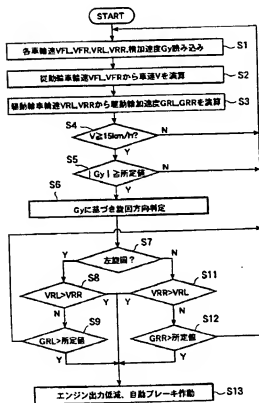 START
各車輪速VFL,VFR,VRL,VRR,横加速度Gy読み込み
S1
従動輪車輪速VFL,VFRから車速Vを演算
S2
駆動輪車輪速VRL,VRRから駆動輪加速度GRL,GRRを演算
S3
S4
V≧15km/H?
N
Y
S5
|Gy|≧所定値
N
Y
S6
Gyに基づき旋回方向判定
S7
左旋回?
Y
N
S8
VRL>VRR
Y
N
S11
VRR>VRL
Y
N
S9
GRL>所定値
Y
N
S12
GRR>所定値
Y
N
エンジン出力低減、自動ブレーキ作動
S13